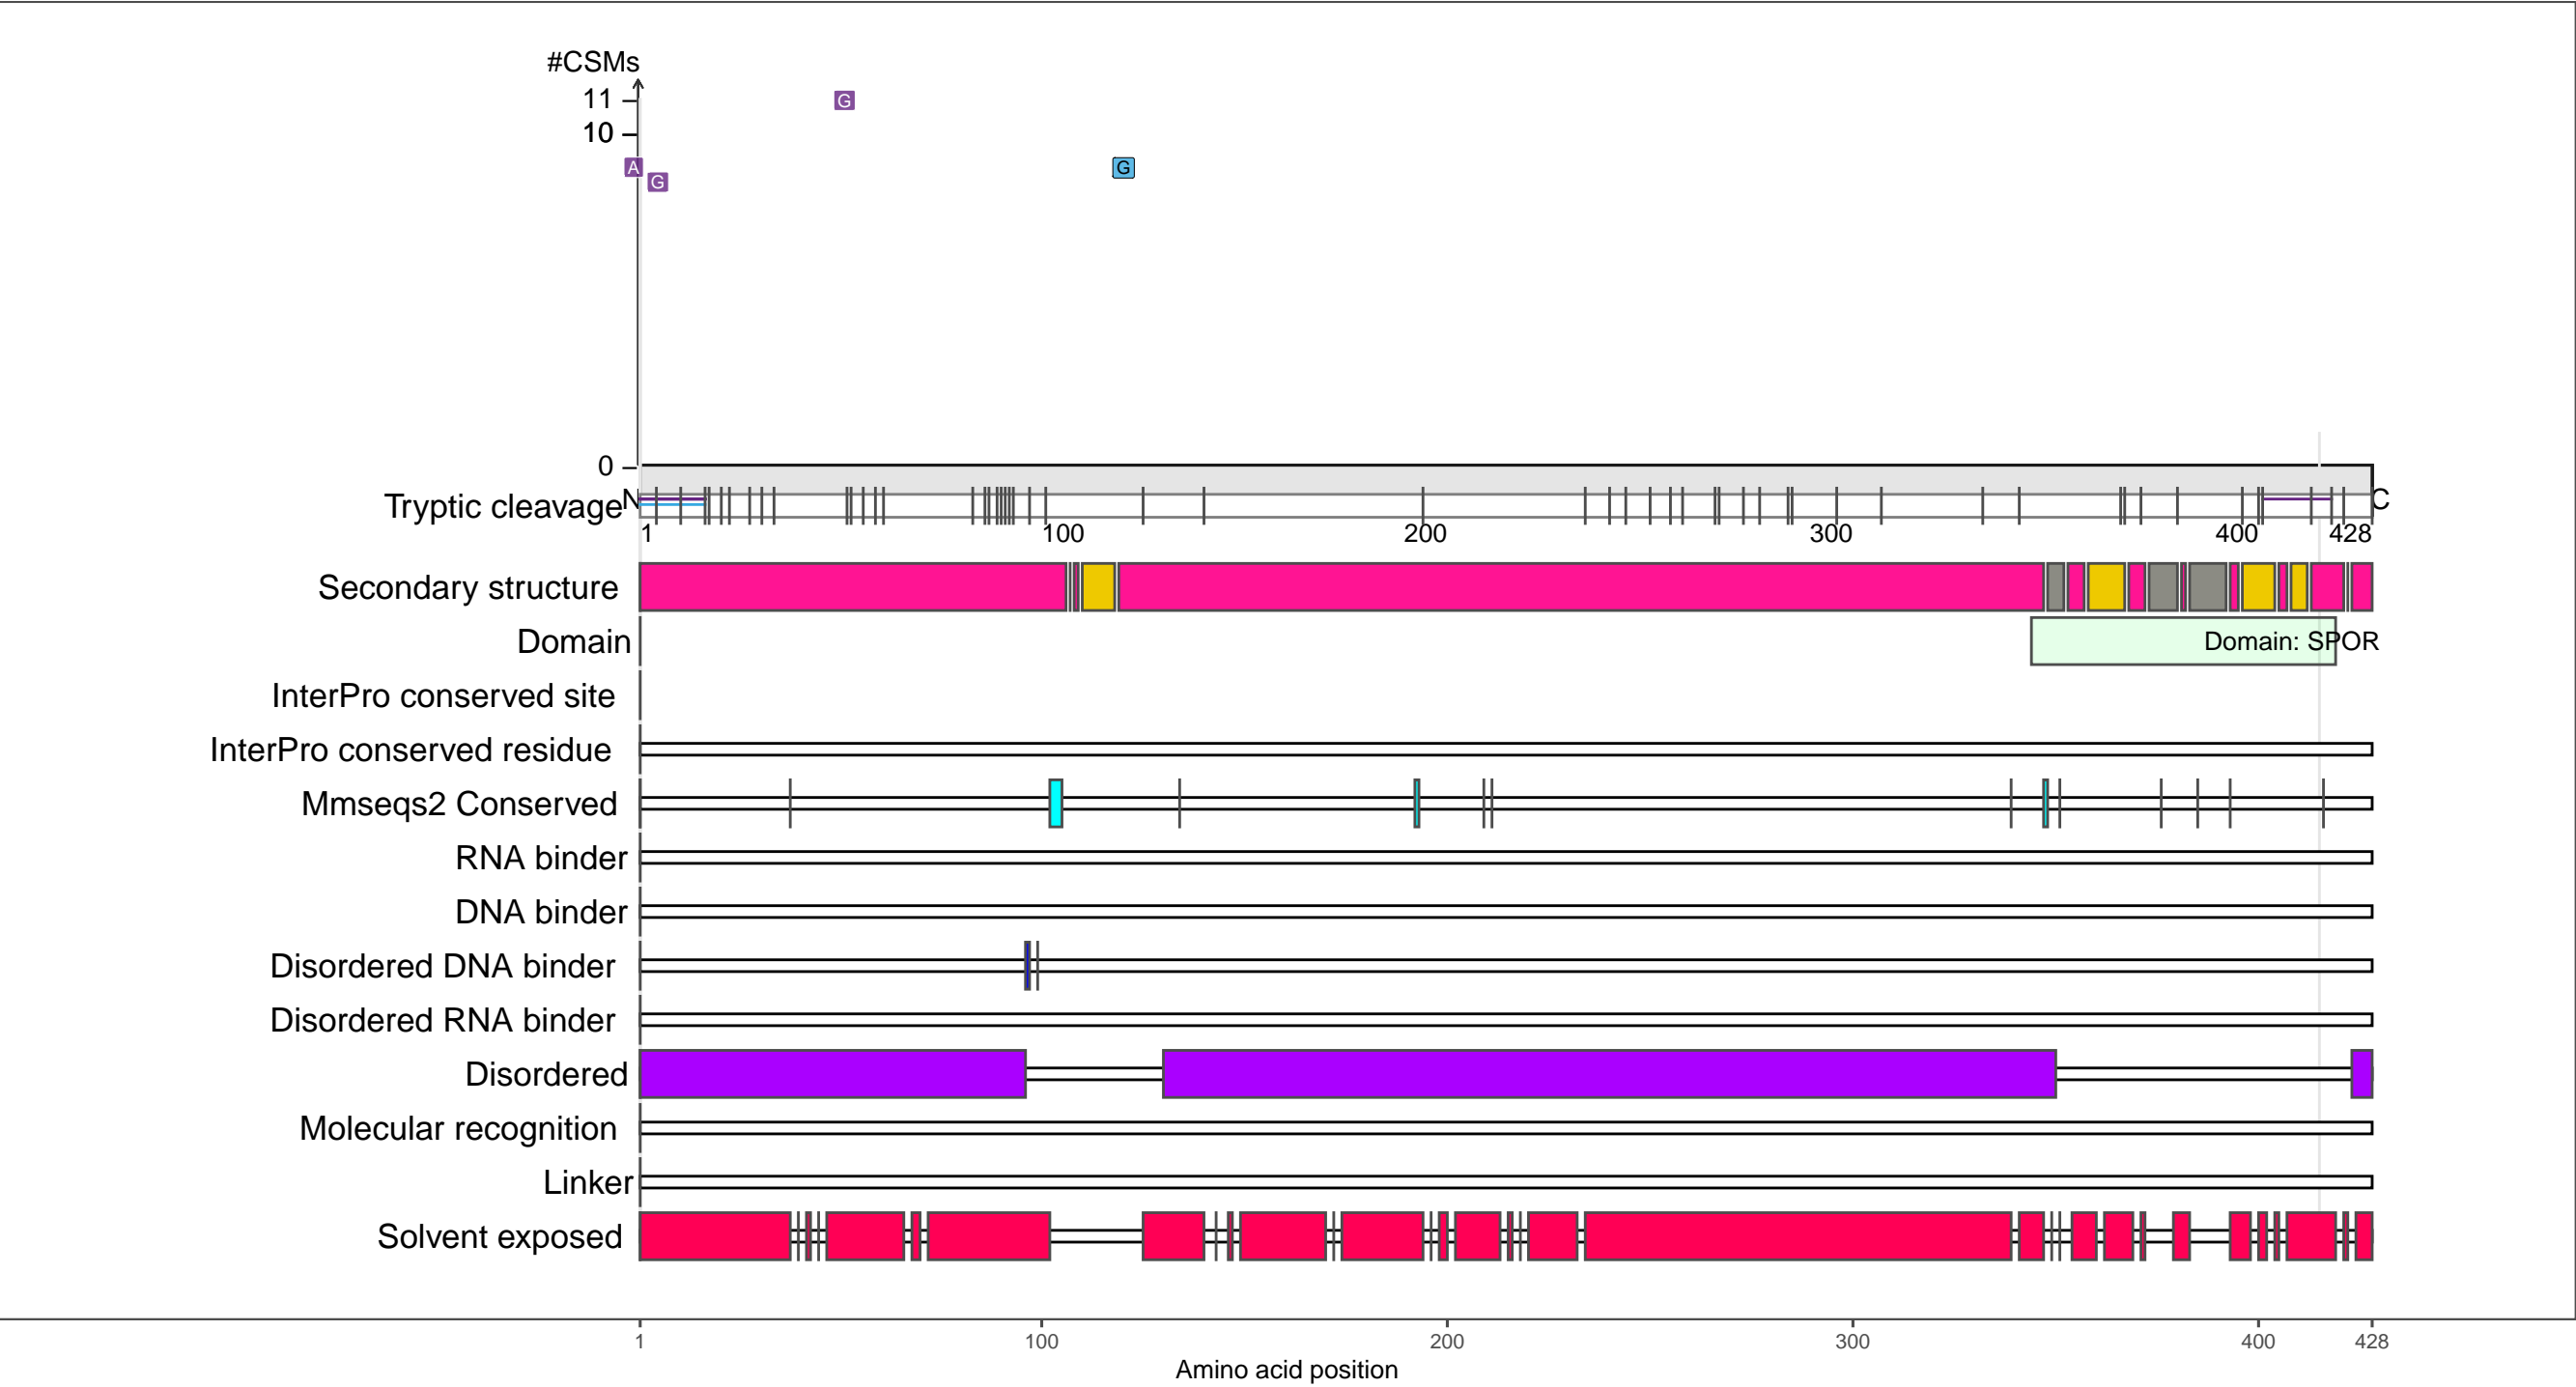 #CSMs
11
G
10
A
G
G
0
Tryptic cleavage
N
C
1
100
200
300
400
428
Secondary structure
Domain
Domain: SPOR
InterPro conserved site
InterPro conserved residue
Mmseqs2 Conserved
RNA binder
DNA binder
Disordered DNA binder
Disordered RNA binder
Disordered
Molecular recognition
Linker
Solvent exposed
1
100
200
300
400
428
Amino acid position